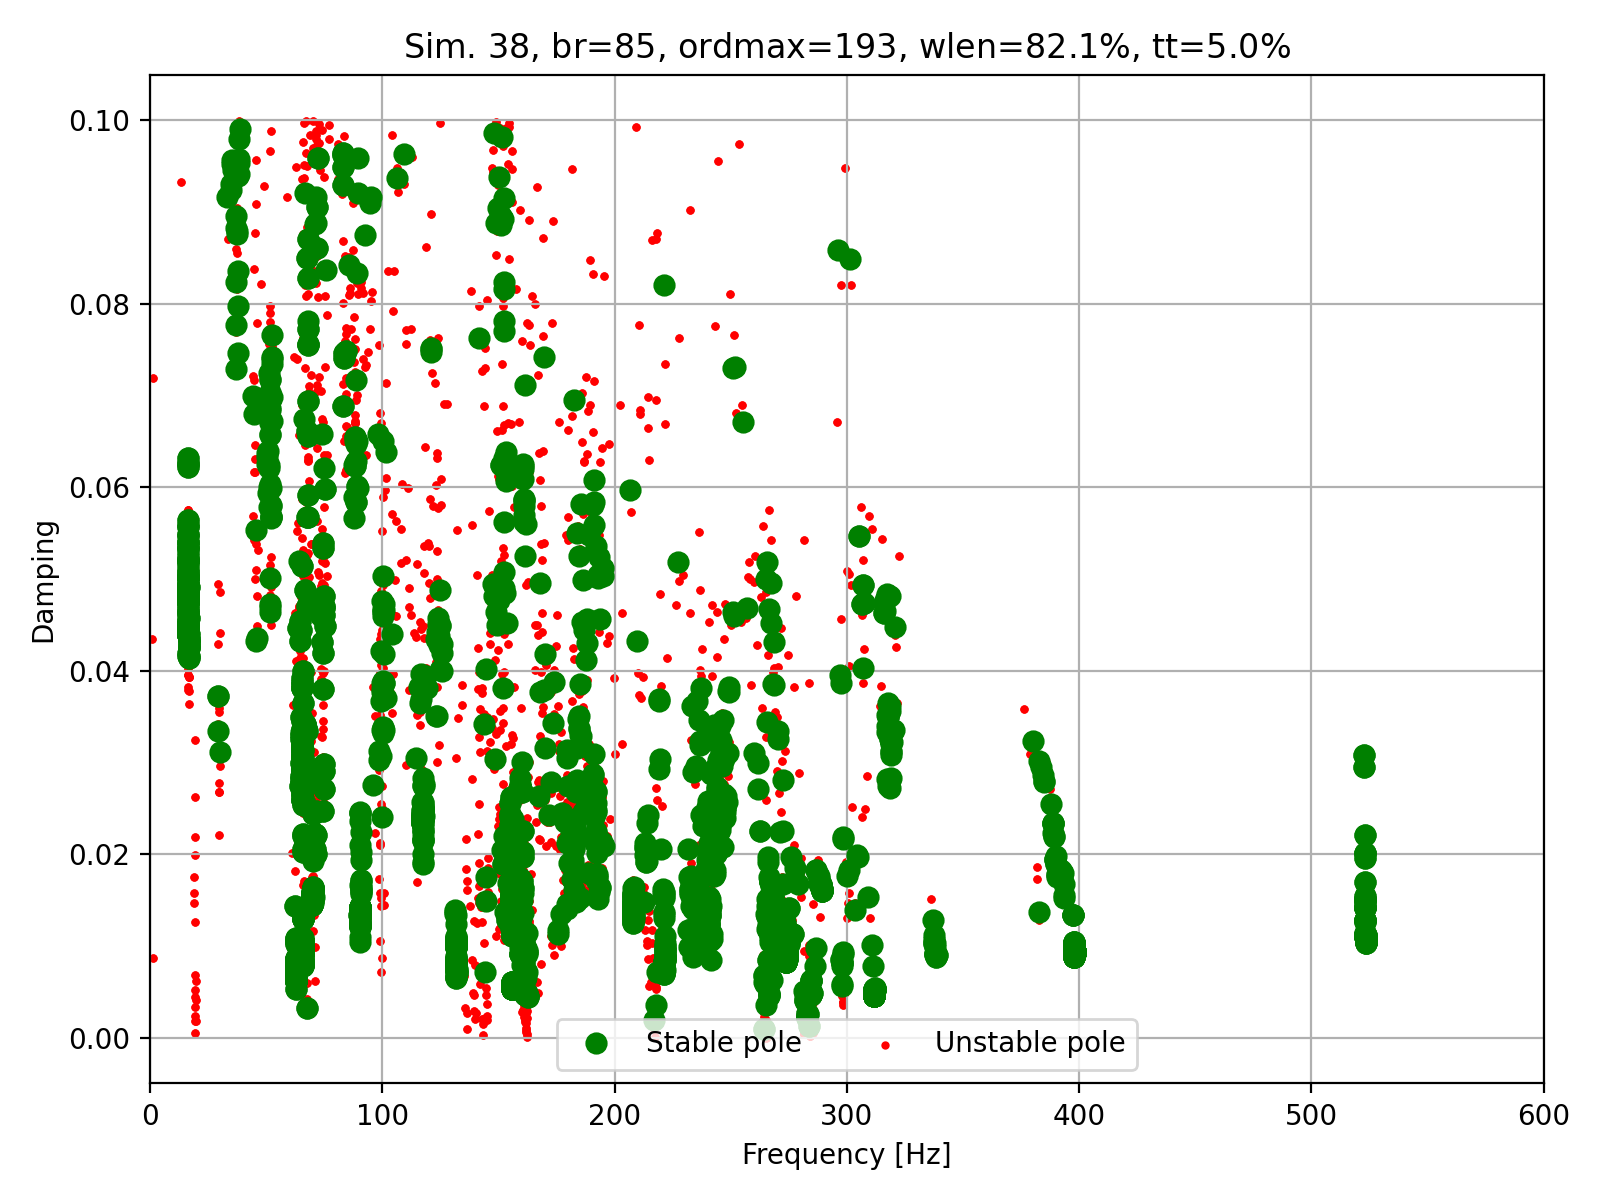 Sim. 38, br=85, ordmax=193, wlen=82.1%, tt=5.0%
0.10
0.08
0.06
0.04
0.02
0.00
Damping
Stable pole
Unstable pole
0
100
200
300
400
500
600
Frequency [Hz]